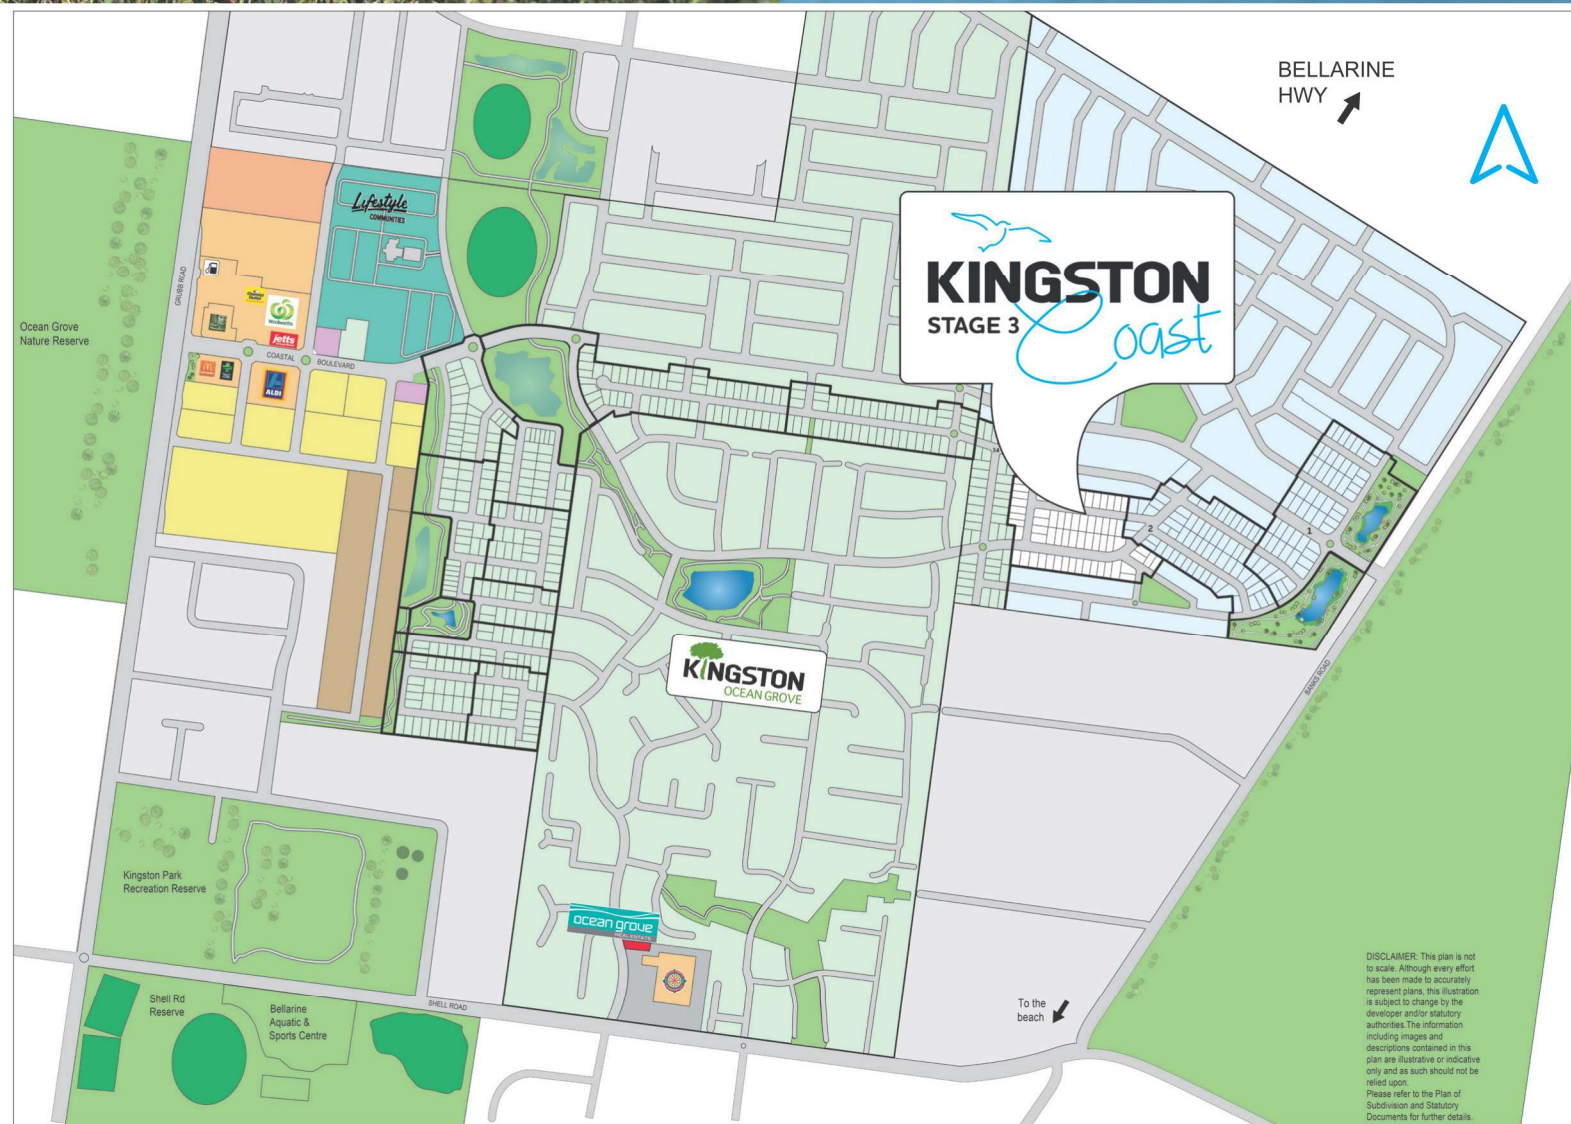 BELLARINE
HWY
Lifestyle
COMMUNITIES
GRUBB ROAD
Woolworths
jetts
Ocean Grove
Nature Reserve
COASTAL
BOULEVARD
ALDI
KINGSTON
STAGE 3
Coast
3A
2
1
KINGSTON
OCEAN GROVE
BANKS ROAD
Kingston Park
Recreation Reserve
ocean grove
REAL ESTATE
Shell Rd
Reserve
Bellarine
Aquatic &
Sports Centre
SHELL ROAD
To the
beach
DISCLAIMER: This plan is not
to scale. Although every effort
has been made to accurately
represent plans, this illustration
is subject to change by the
developer and/or statutory
authorities.The information
including images and
descriptions contained in this
plan are illustrative or indicative
only and as such should not be
relied upon.
Please refer to the Plan of
Subdivision and Statutory
Documents for further details.